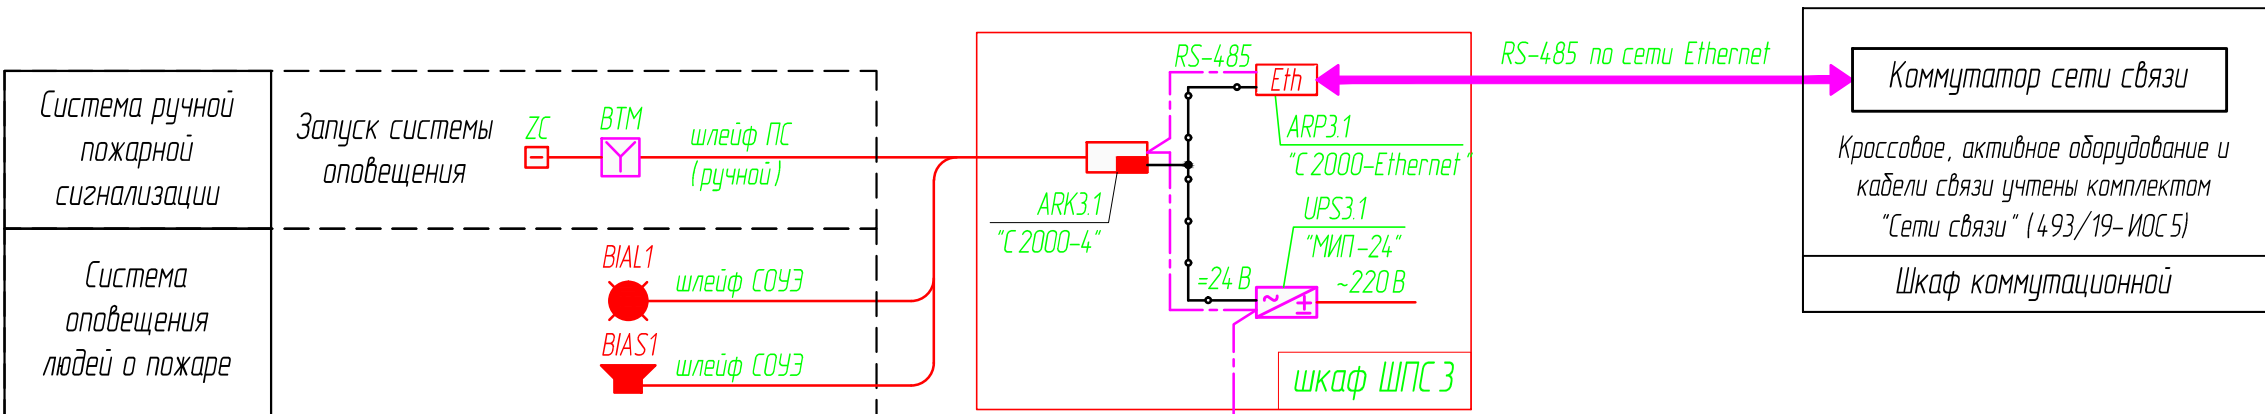 Система ручной
пожарной
сигнализации
Запуск системы
оповещения
ZC
BTM
шлейф ПС
(ручной)
Система
оповещения
людей о пожаре
BIAL1
шлейф СОУЭ
BIAS1
шлейф СОУЭ
RS-485
Eth
ARP3.1
"С2000-Ethernet"
ARK3.1
"С2000-4"
UPS3.1
"МИП-24"
=24 В
~220 В
~
±
шкаф ШПС 3
RS-485 по сети Ethernet
Коммутатор сети связи
Кроссовое, активное оборудование и
кабели связи учтены комплектом
"Сети связи" (493/19-ИОС5)
Шкаф коммутационной